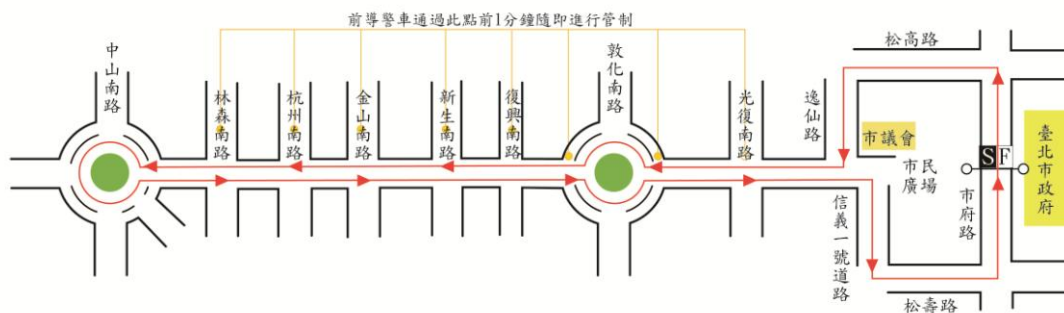 前導警車通過此點前1分鐘隨即進行管制
中山南路
林森南路
杭州南路
金山南路
新生南路
復興南路
敦化南路
光復南路
逸仙路
松高路
市議會
市民
廣場
S F
市府路
臺北市政府
信義一號道路
松壽路